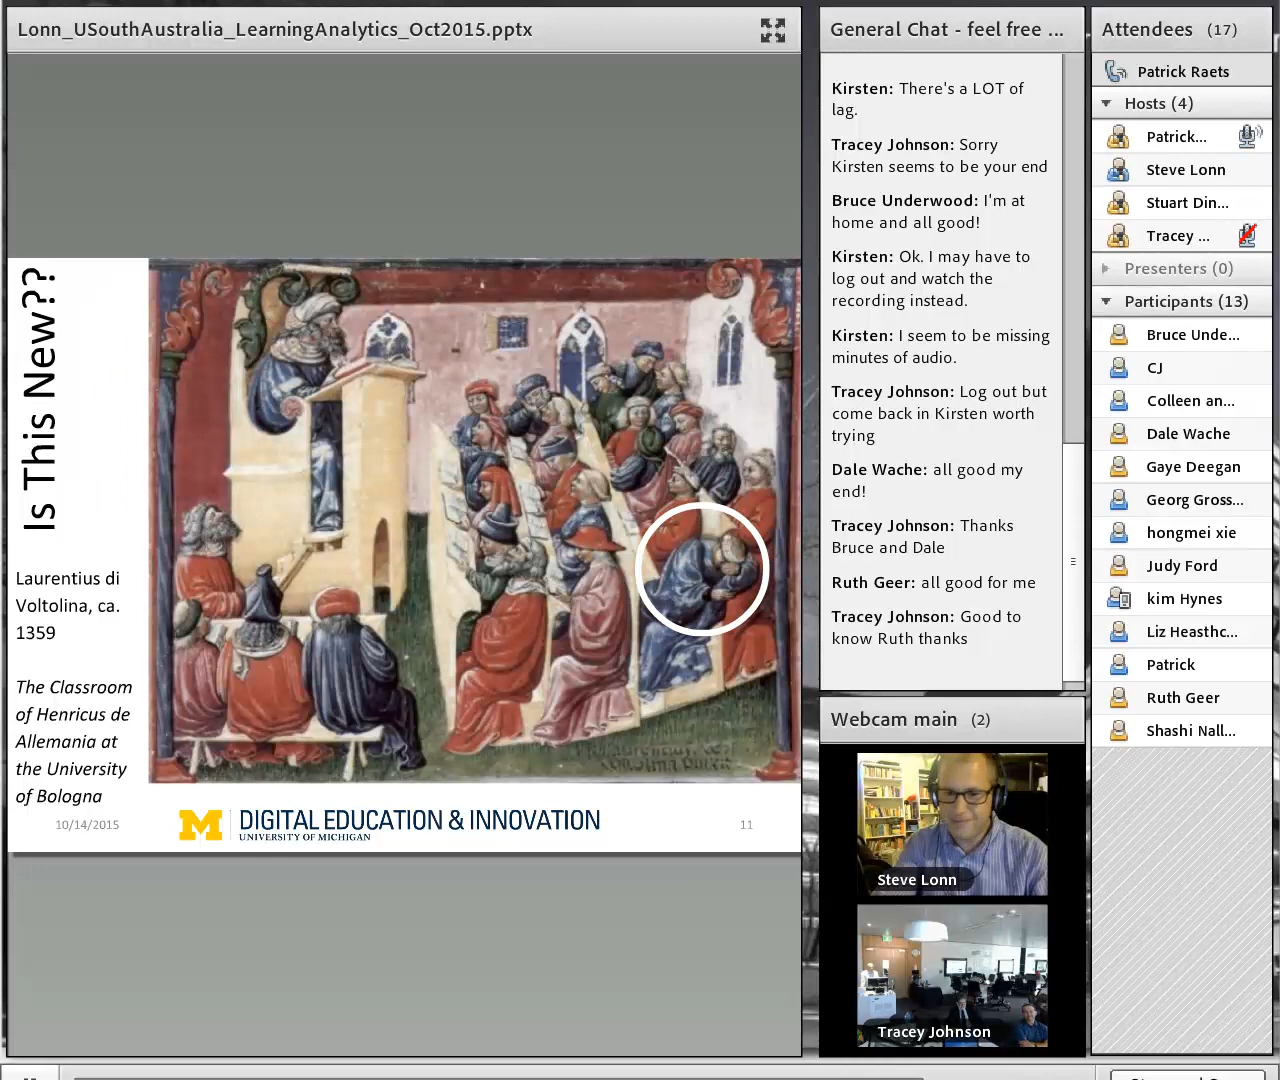 Lonn_USouthAustralia_LearningAnalytics_Oct2015.pptx
Is This New??
Laurentius di
Voltolina, ca.
1359
The Classroom
of Henricus de
Allemania at
the University
of Bologna
10/14/2015
M
DIGITAL EDUCATION & INNOVATION
UNIVERSITY OF MICHIGAN
11
General Chat - feel free ...
Kirsten: There's a LOT of
lag.
Tracey Johnson: Sorry
Kirsten seems to be your end
Bruce Underwood: I'm at
home and all good!
Kirsten: Ok. I may have to
log out and watch the
recording instead.
Kirsten: I seem to be missing
minutes of audio.
Tracey Johnson: Log out but
come back in Kirsten worth
trying
Dale Wache: all good my
end!
Tracey Johnson: Thanks
Bruce and Dale
Ruth Geer: all good for me
Tracey Johnson: Good to
know Ruth thanks
Webcam main (2)
Steve Lonn
Tracey Johnson
Attendees (17)
Patrick Raets
Hosts (4)
Patrick...
Steve Lonn
Stuart Din...
Tracey ...
Presenters (0)
Participants (13)
Bruce Unde...
CJ
Colleen an...
Dale Wache
Gaye Deegan
Georg Gross...
hongmei xie
Judy Ford
kim Hynes
Liz Heasthc...
Patrick
Ruth Geer
Shashi Nall...